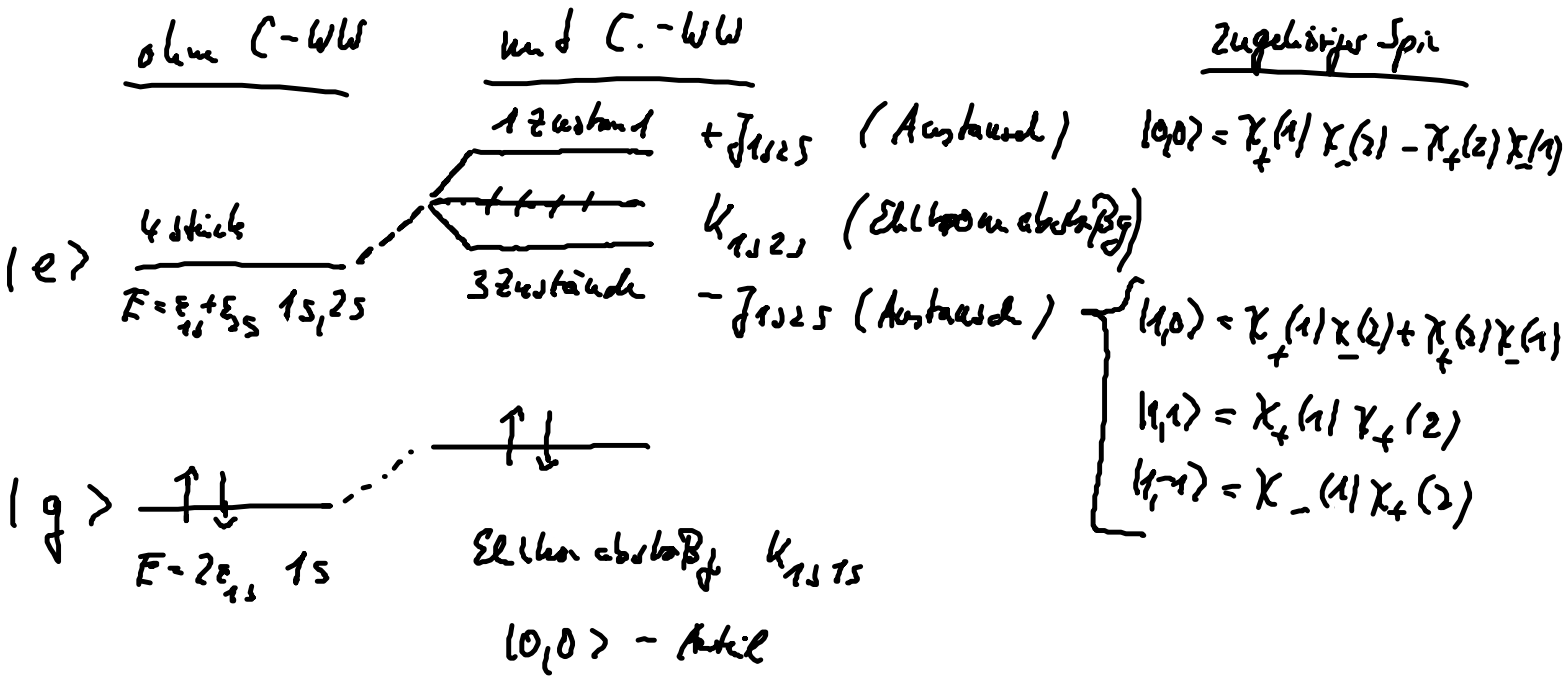 ohne C-WW
mit C.-WW
Zugehöriger Spin
1 Zustand
+J1s2s (Austausch)
|0,0> = χ+(1) χ-(2) - χ+(2) χ-(1)
4 Stück
K1s2s (Elektronenabstoßg)
|e>
E = ε1s + ε2s 1s,2s
3 Zustände
-J1s2s (Austausch)
|1,0> = χ+(1) χ-(2) + χ+(2) χ-(1)
|1,1> = χ+(1) χ+(2)
|1,-1> = χ-(1) χ+(2)
|g>
E = 2ε1s 1s
Elektronabstoßg K1s1s
|0,0> - Anteil